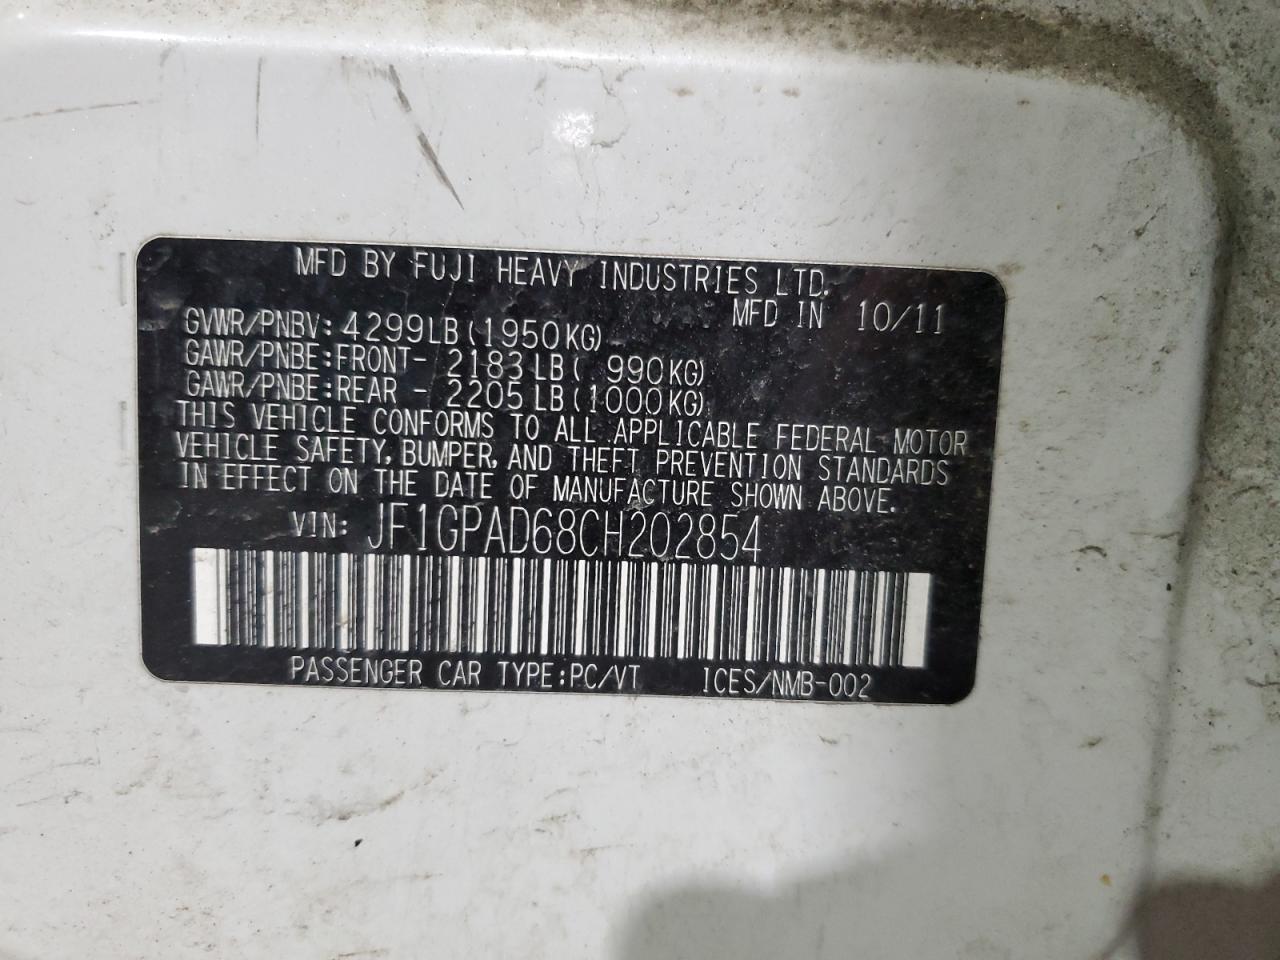 MFD BY FUJI HEAVY INDUSTRIES LTD.
MFD IN 10/11
GVWR/PNBV: 4299LB(1950KG)
GAWR/PNBE:FRONT- 2183LB( 990KG)
GAWR/PNBE:REAR - 2205LB(1000KG)
THIS VEHICLE CONFORMS TO ALL APPLICABLE FEDERAL MOTOR
VEHICLE SAFETY, BUMPER, AND THEFT PREVENTION STANDARDS
IN EFFECT ON THE DATE OF MANUFACTURE SHOWN ABOVE.
VIN: JF1GPAD68CH202854
PASSENGER CAR TYPE:PC/VT ICES/NMB-002